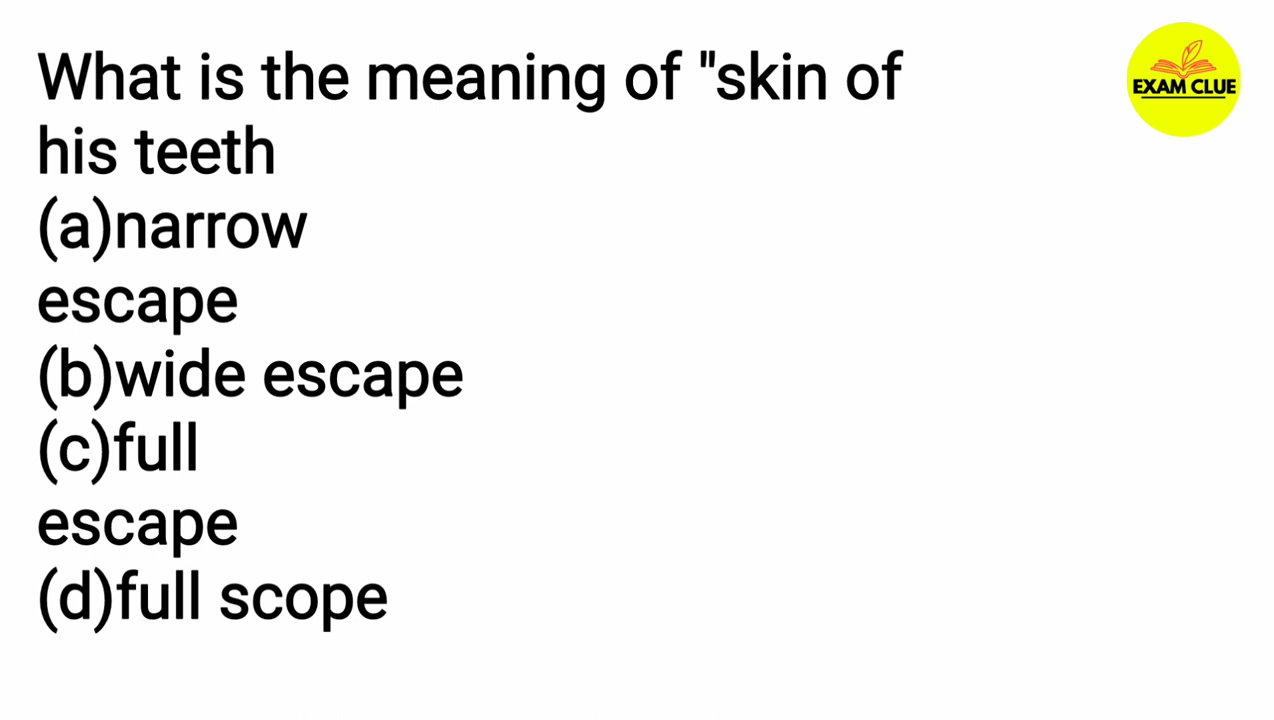 What is the meaning of "skin of
his teeth
(a)narrow
escape
(b)wide escape
(c)full
escape
(d)full scope
EXAM CLUE